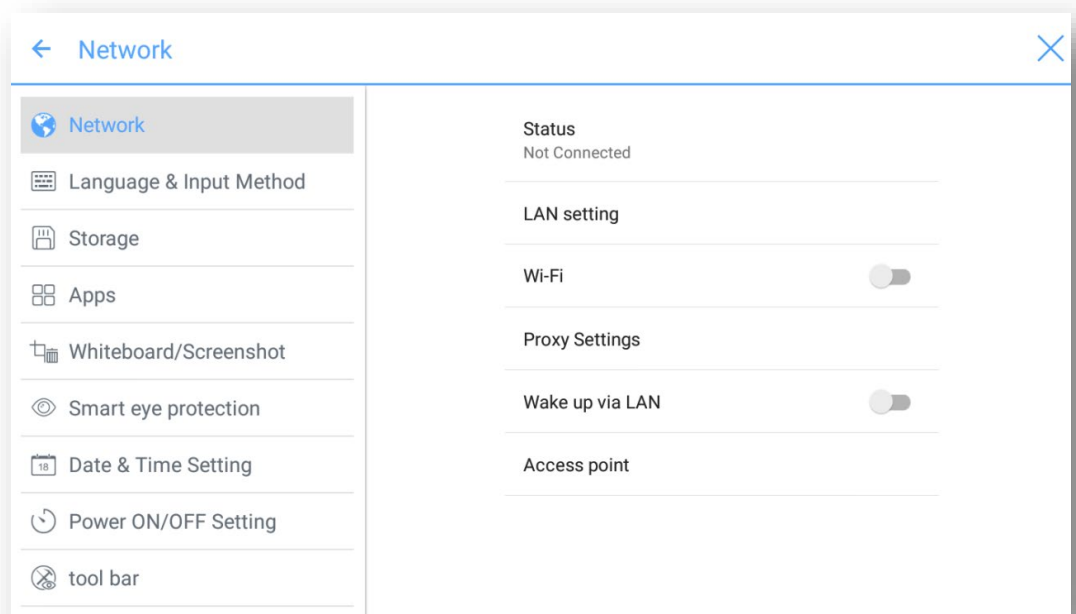 Network
Network
Language & Input Method
Storage
Apps
Whiteboard/Screenshot
Smart eye protection
18
Date & Time Setting
Power ON/OFF Setting
tool bar
Status
Not Connected
LAN setting
Wi-Fi
Proxy Settings
Wake up via LAN
Access point